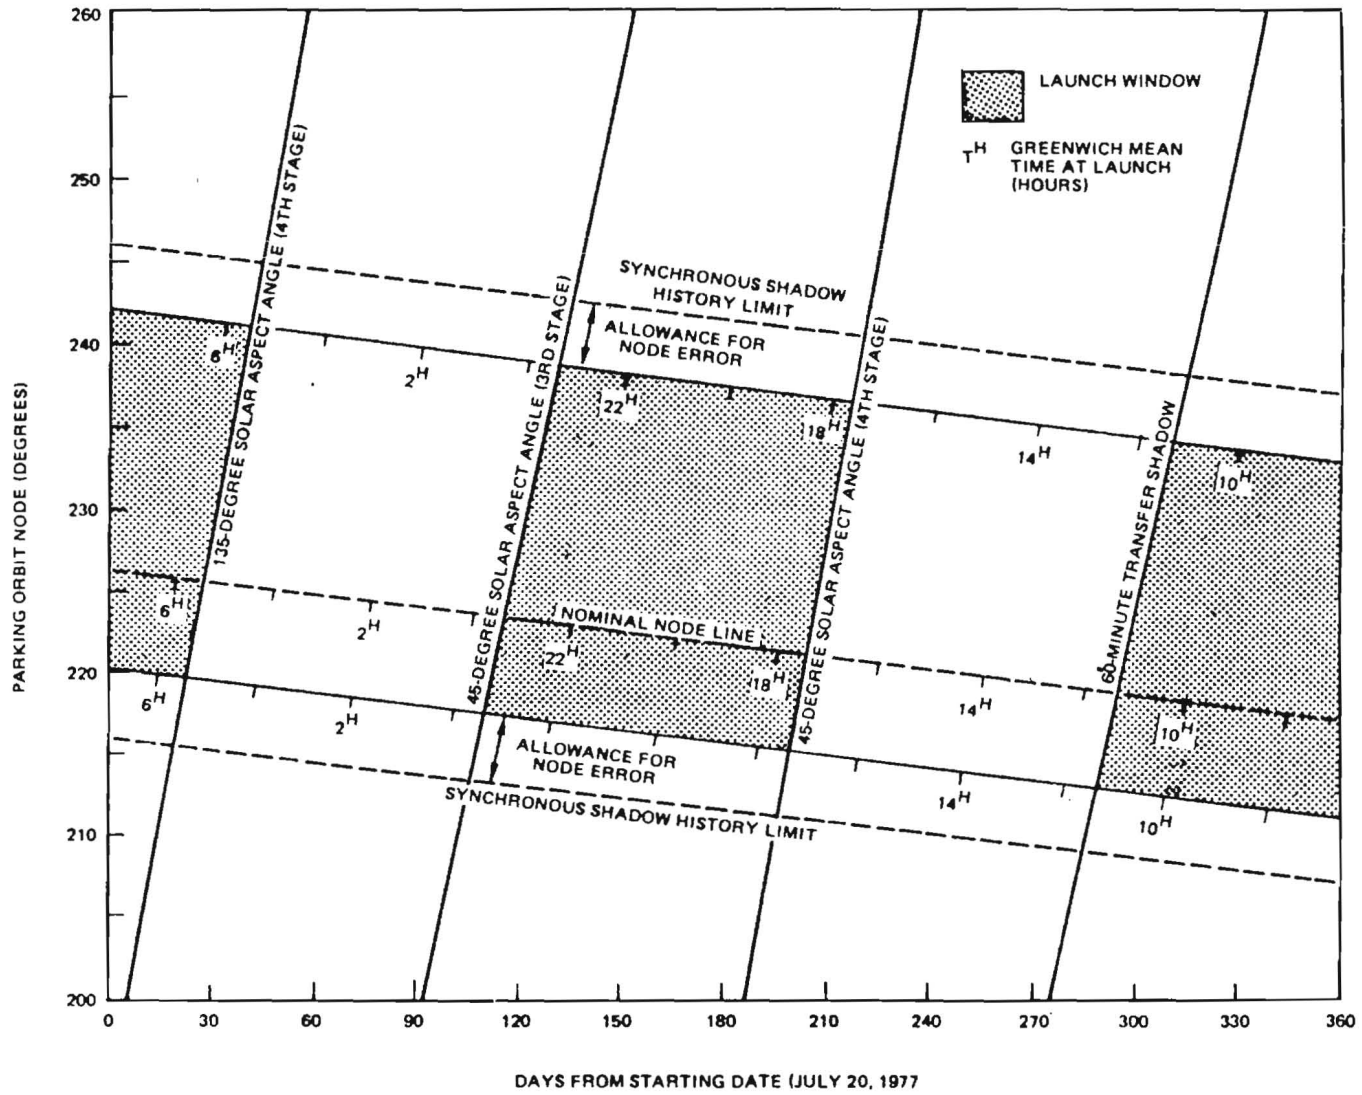 260
250
240
230
220
210
200
PARKING ORBIT NODE (DEGREES)
LAUNCH WINDOW
T^H GREENWICH MEAN
TIME AT LAUNCH
(HOURS)
135-DEGREE SOLAR ASPECT ANGLE (4TH STAGE)
45-DEGREE SOLAR ASPECT ANGLE (3RD STAGE)
45-DEGREE SOLAR ASPECT ANGLE (4TH STAGE)
60-MINUTE TRANSFER SHADOW
SYNCHRONOUS SHADOW
HISTORY LIMIT
ALLOWANCE FOR
NODE ERROR
6^H
2^H
22^H
18^H
14^H
10^H
NOMINAL NODE LINE
6^H
2^H
22^H
18^H
14^H
10^H
6^H
2^H
14^H
10^H
ALLOWANCE FOR
NODE ERROR
SYNCHRONOUS SHADOW HISTORY LIMIT
0 30 60 90 120 150 180 210 240 270 300 330 360
DAYS FROM STARTING DATE (JULY 20, 1977